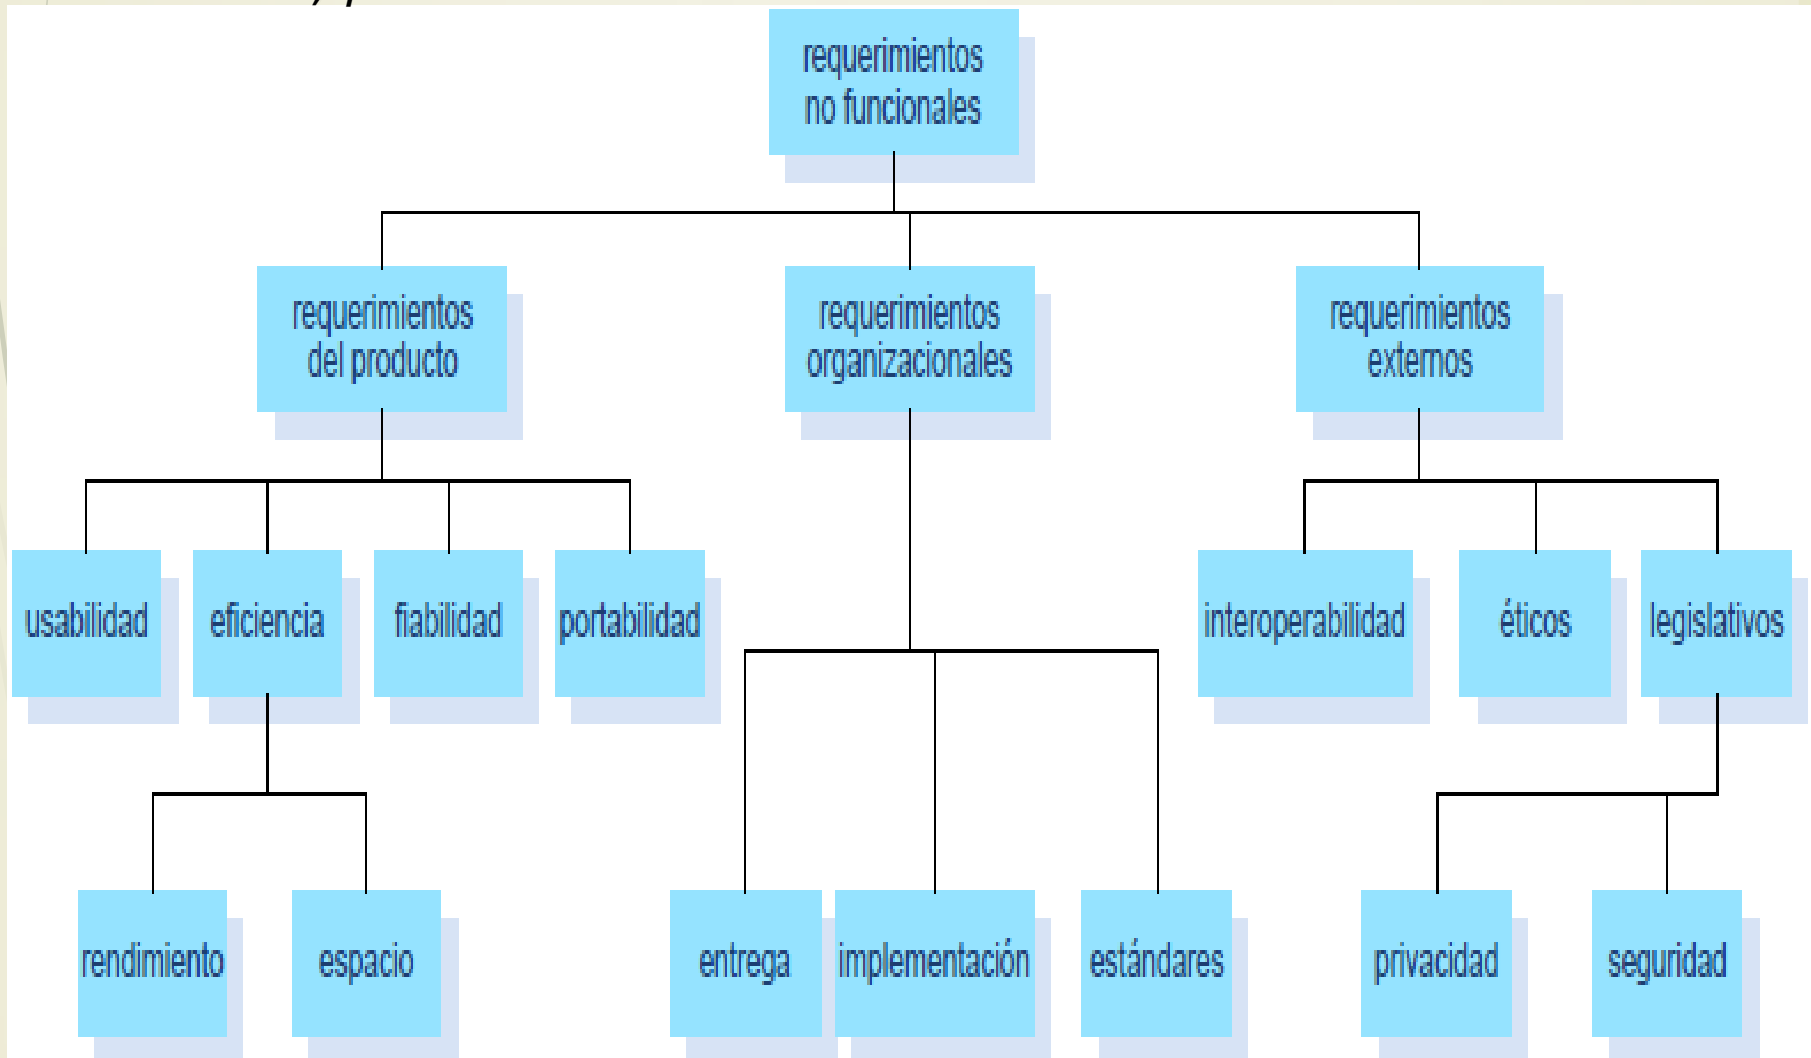 requerimientos
no funcionales
requerimientos
del producto
requerimientos
organizacionales
requerimientos
externos
usabilidad
eficiencia
fiabilidad
portabilidad
interoperabilidad
éticos
legislativos
rendimiento
espacio
entrega
implementación
estándares
privacidad
seguridad